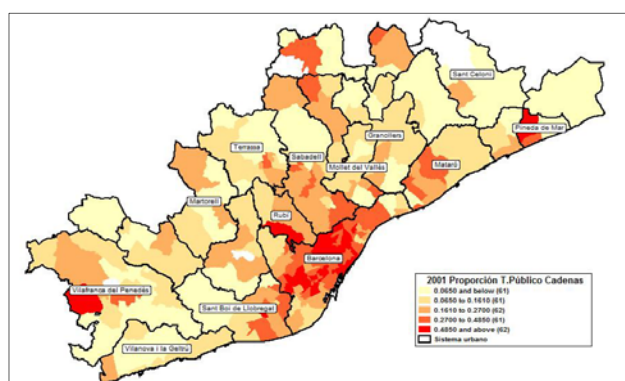 Sant Celoni
Pineda de Mar
Granollers
Terrassa
Sabadell
Mollet del Vallès
Mataró
Martorell
Rubí
Barcelona
Vilafranca del Penedès
Sant Boi de Llobregat
Vilanova i la Geltrú
2001 Proporción T.Público Cadenas
0.0650 and below (61)
0.0650 to 0.1610 (61)
0.1610 to 0.2700 (62)
0.2700 to 0.4850 (61)
0.4850 and above (62)
Sistema urbano